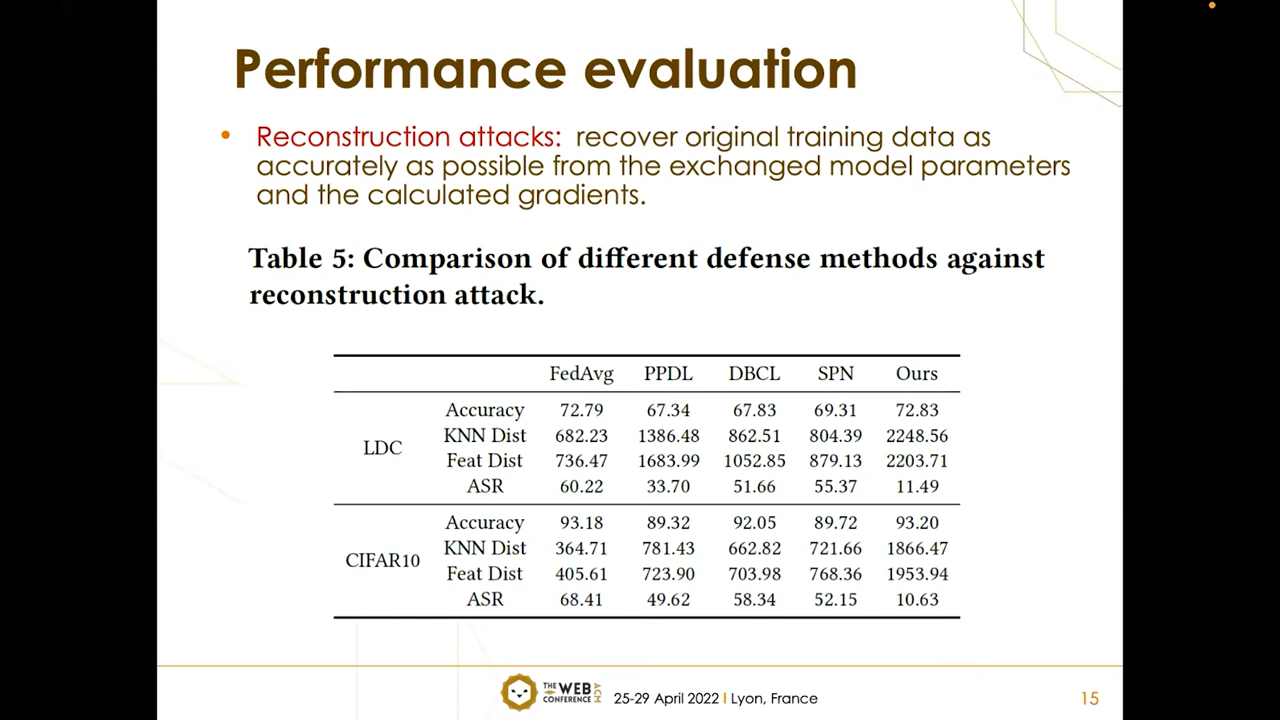 Performance evaluation
• Reconstruction attacks: recover original training data as
accurately as possible from the exchanged model parameters
and the calculated gradients.
Table 5: Comparison of different defense methods against
reconstruction attack.
FedAvg PPDL DBCL SPN Ours
LDC
Accuracy 72.79 67.34 67.83 69.31 72.83
KNN Dist 682.23 1386.48 862.51 804.39 2248.56
Feat Dist 736.47 1683.99 1052.85 879.13 2203.71
ASR 60.22 33.70 51.66 55.37 11.49
CIFAR10
Accuracy 93.18 89.32 92.05 89.72 93.20
KNN Dist 364.71 781.43 662.82 721.66 1866.47
Feat Dist 405.61 723.90 703.98 768.36 1953.94
ASR 68.41 49.62 58.34 52.15 10.63
THE WEB CONFERENCE ACM
25-29 April 2022 | Lyon, France
15